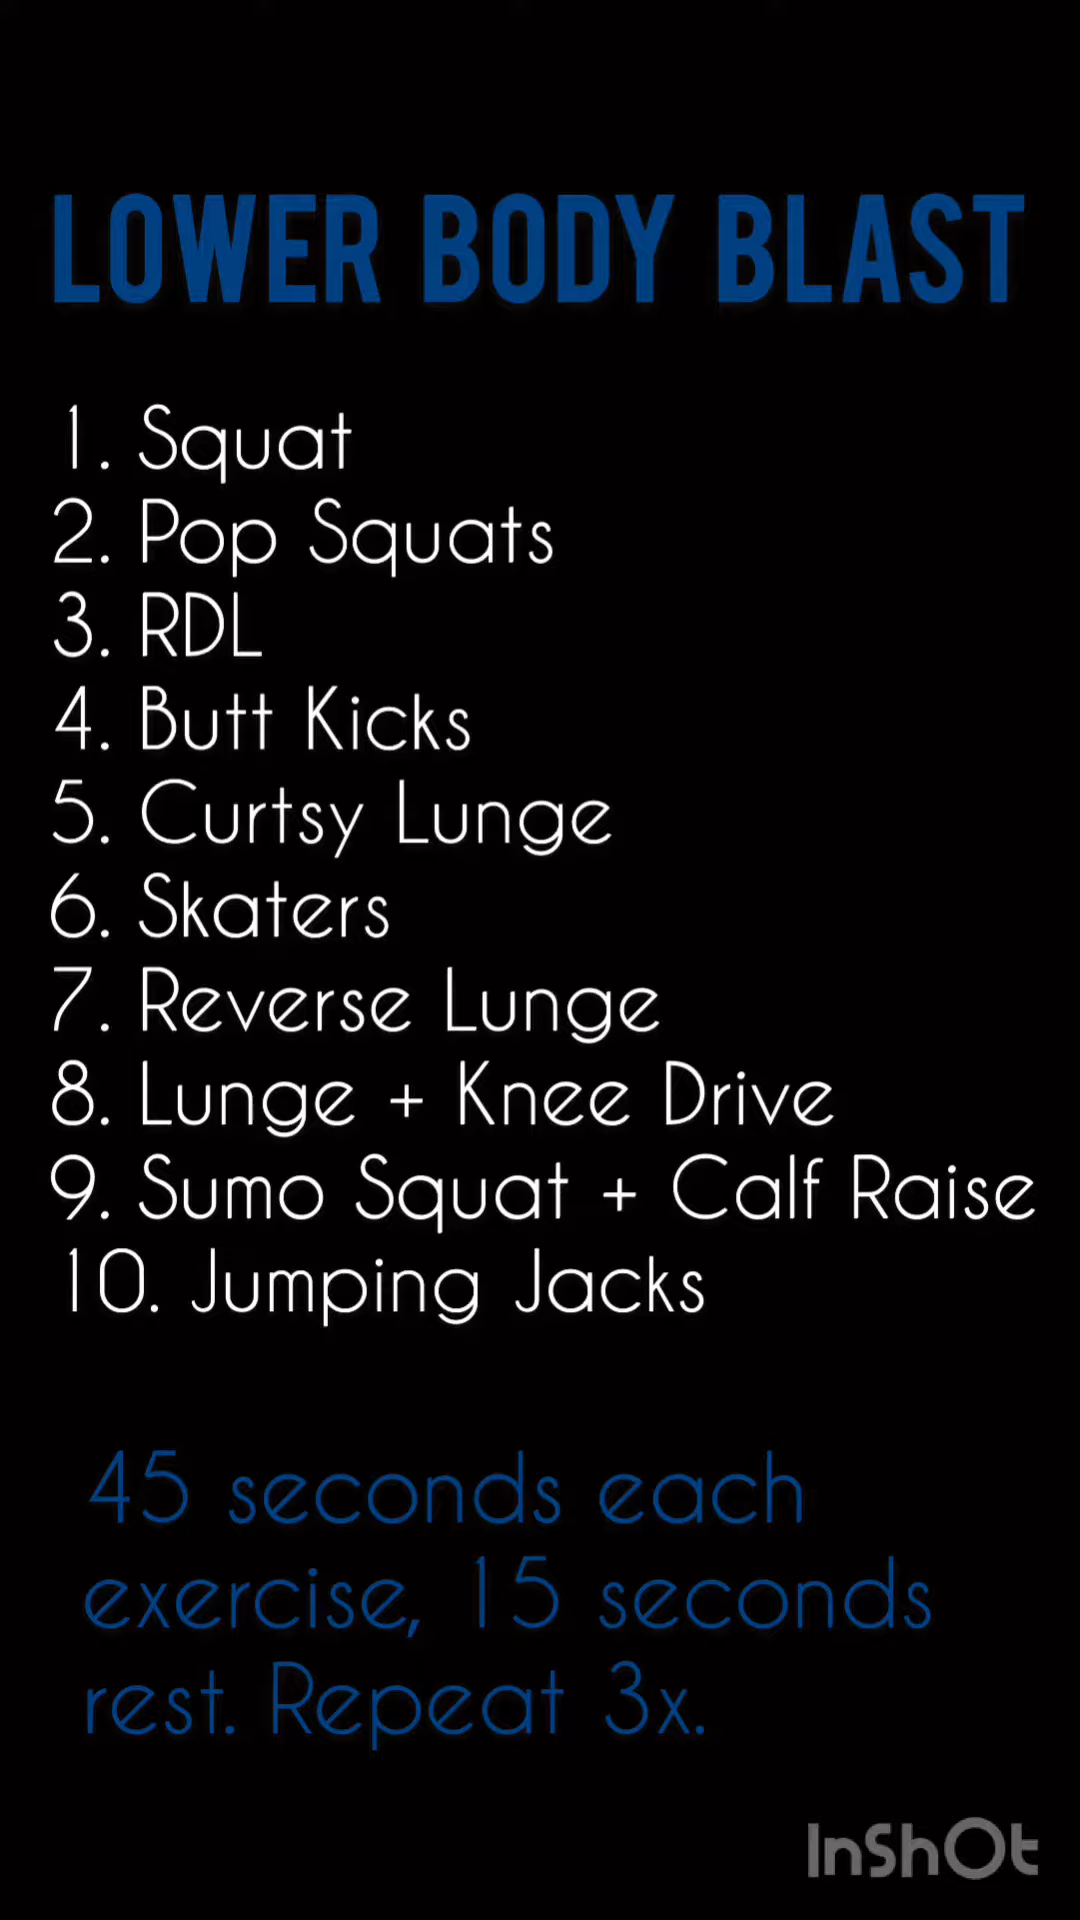 LOWER BODY BLAST
1. Squat
2. Pop Squats
3. RDL
4. Butt Kicks
5. Curtsy Lunge
6. Skaters
7. Reverse Lunge
8. Lunge + Knee Drive
9. Sumo Squat + Calf Raise
10. Jumping Jacks
45 seconds each
exercise, 15 seconds
rest. Repeat 3x.
InShOt